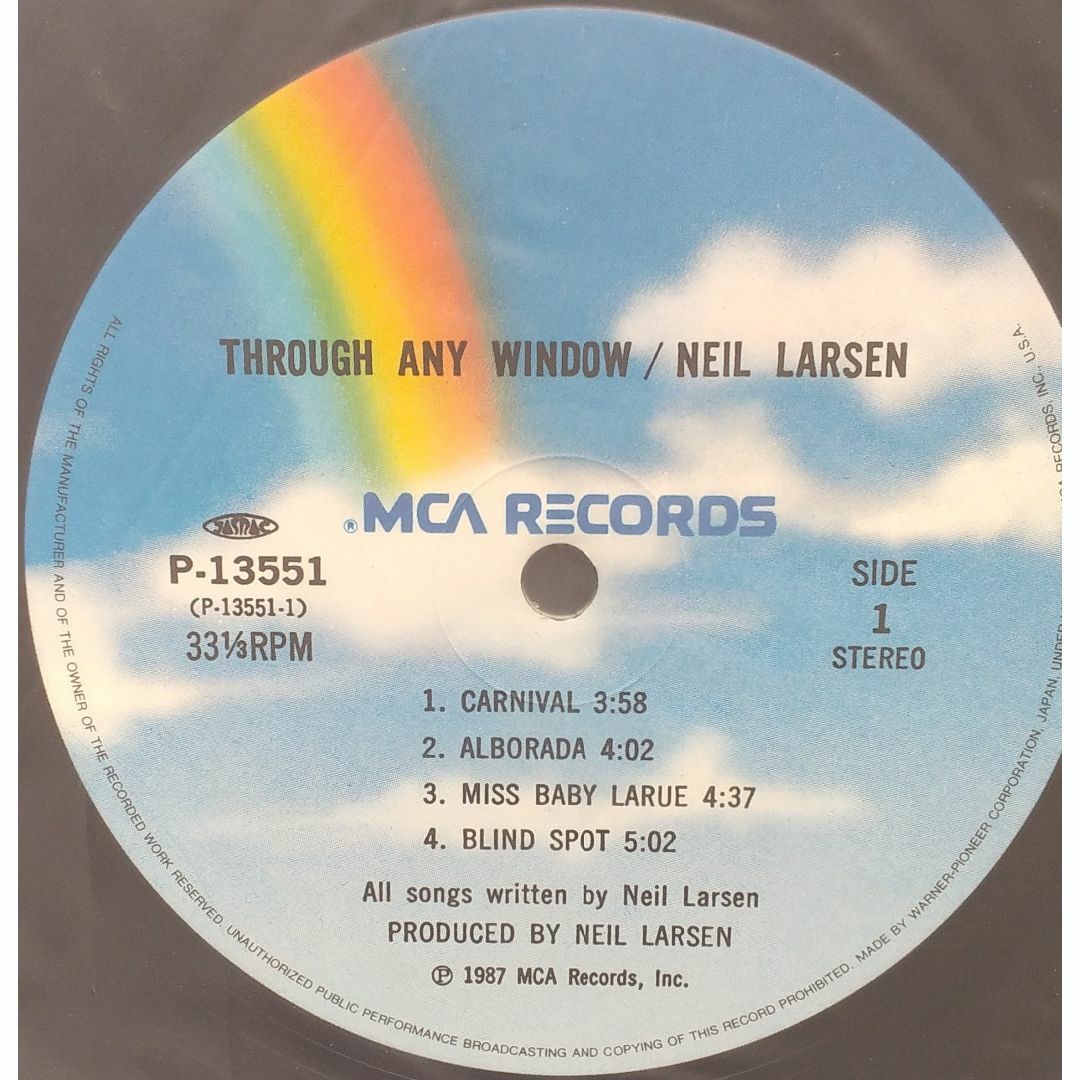 THROUGH ANY WINDOW / NEIL LARSEN
® MCA RECORDS
JASRAC
P-13551
(P-13551-1)
33⅓RPM
SIDE
1
STEREO
1. CARNIVAL 3:58
2. ALBORADA 4:02
3. MISS BABY LARUE 4:37
4. BLIND SPOT 5:02
All songs written by Neil Larsen
PRODUCED BY NEIL LARSEN
Ⓟ 1987 MCA Records, Inc.
ALL RIGHTS OF THE MANUFACTURER AND OF THE OWNER OF THE RECORDED WORK RESERVED. UNAUTHORIZED PUBLIC PERFORMANCE BROADCASTING AND COPYING OF THIS RECORD PROHIBITED. MADE BY WARNER-PIONEER CORPORATION, JAPAN, UNDER RECORDS, INC., U.S.A.